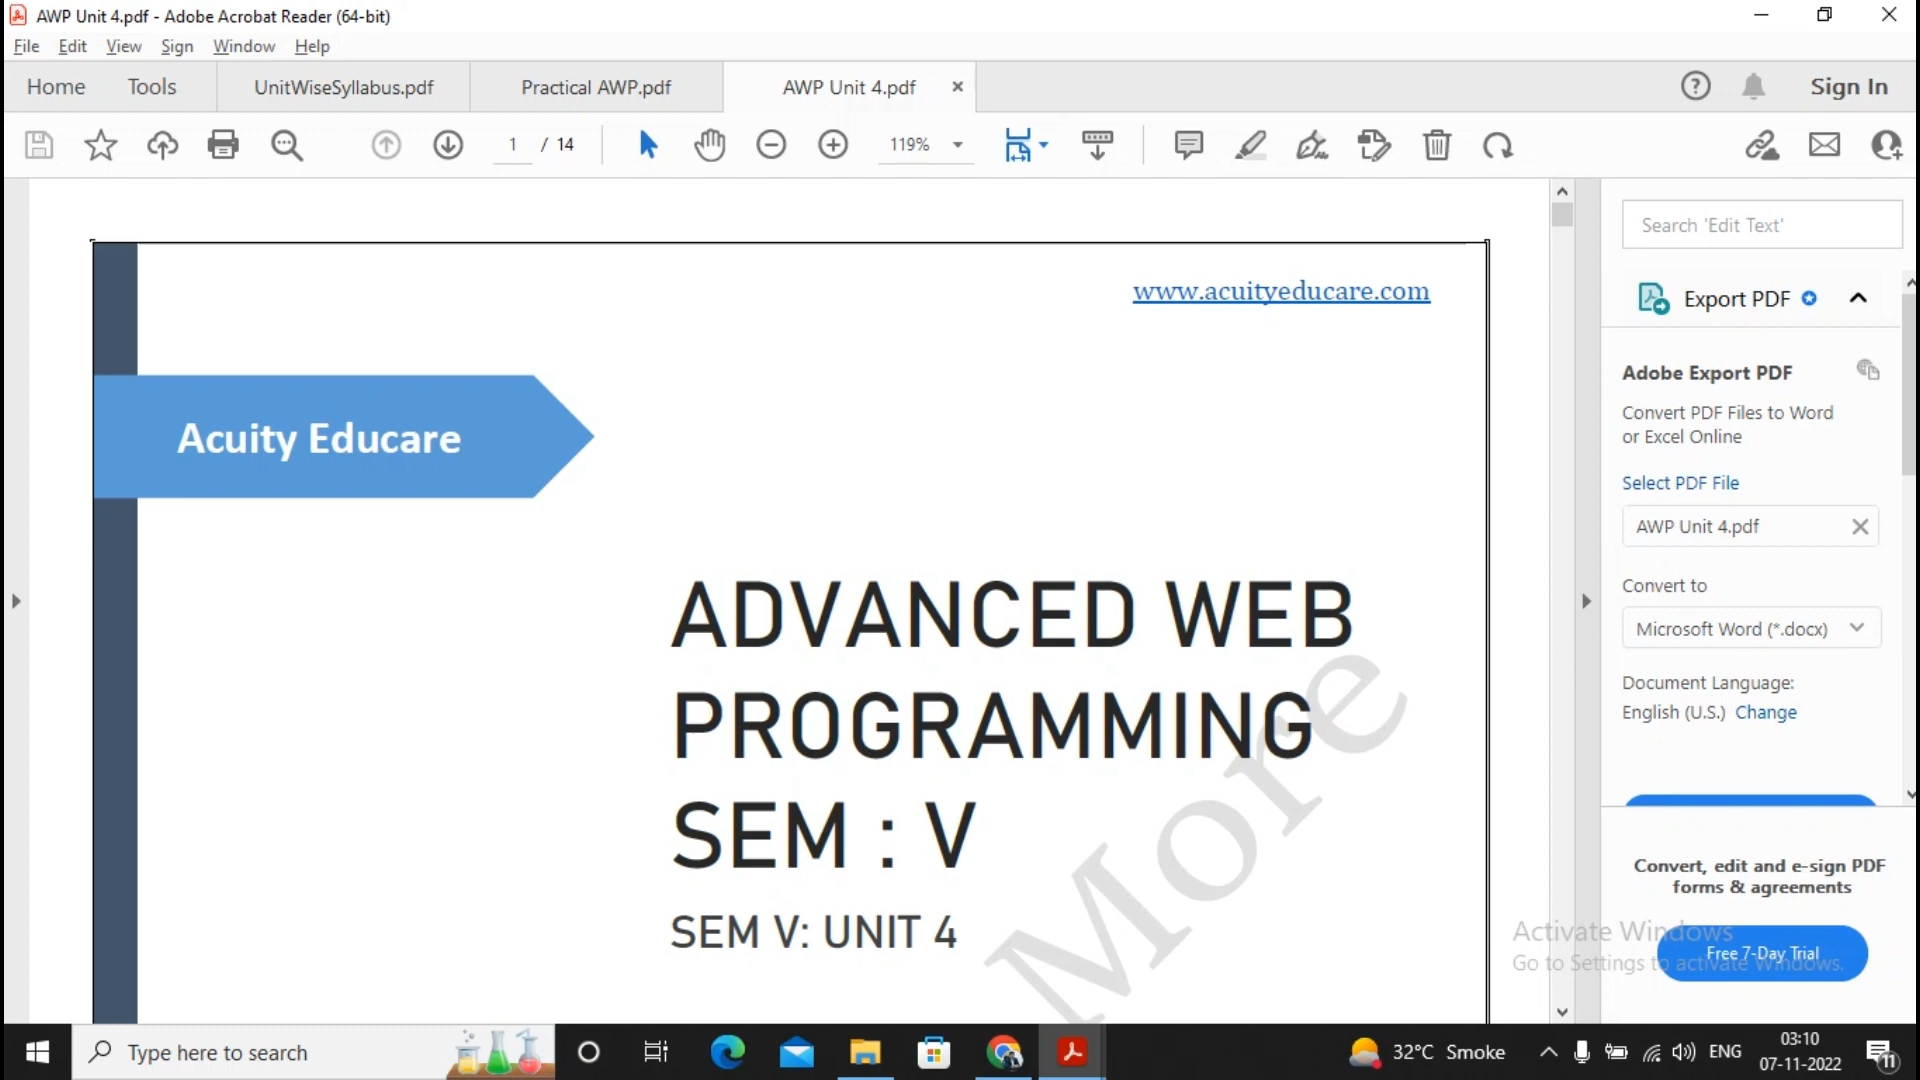 AWP Unit 4.pdf - Adobe Acrobat Reader (64-bit)
File Edit View Sign Window Help
Home Tools UnitWiseSyllabus.pdf Practical AWP.pdf AWP Unit 4.pdf Sign In
1 / 14 119%
Search 'Edit Text'
www.acuityeducare.com
Export PDF
Adobe Export PDF
Convert PDF Files to Word
or Excel Online
Acuity Educare
Select PDF File
AWP Unit 4.pdf
Convert to
Microsoft Word (*.docx)
Document Language:
English (U.S.) Change
ADVANCED WEB
PROGRAMMING
SEM : V
SEM V: UNIT 4
More
Convert, edit and e-sign PDF
forms & agreements
Free 7-Day Trial
Activate Windows
Go to Settings to activate Windows.
Type here to search
32°C Smoke
ENG
03:10
07-11-2022
11